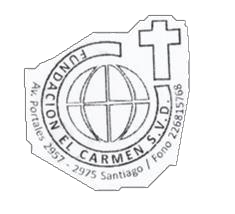 FUNDACION EL CARMEN S.V.D.
Av. Portales 2957 - 2975 Santiago / Fono 226815768